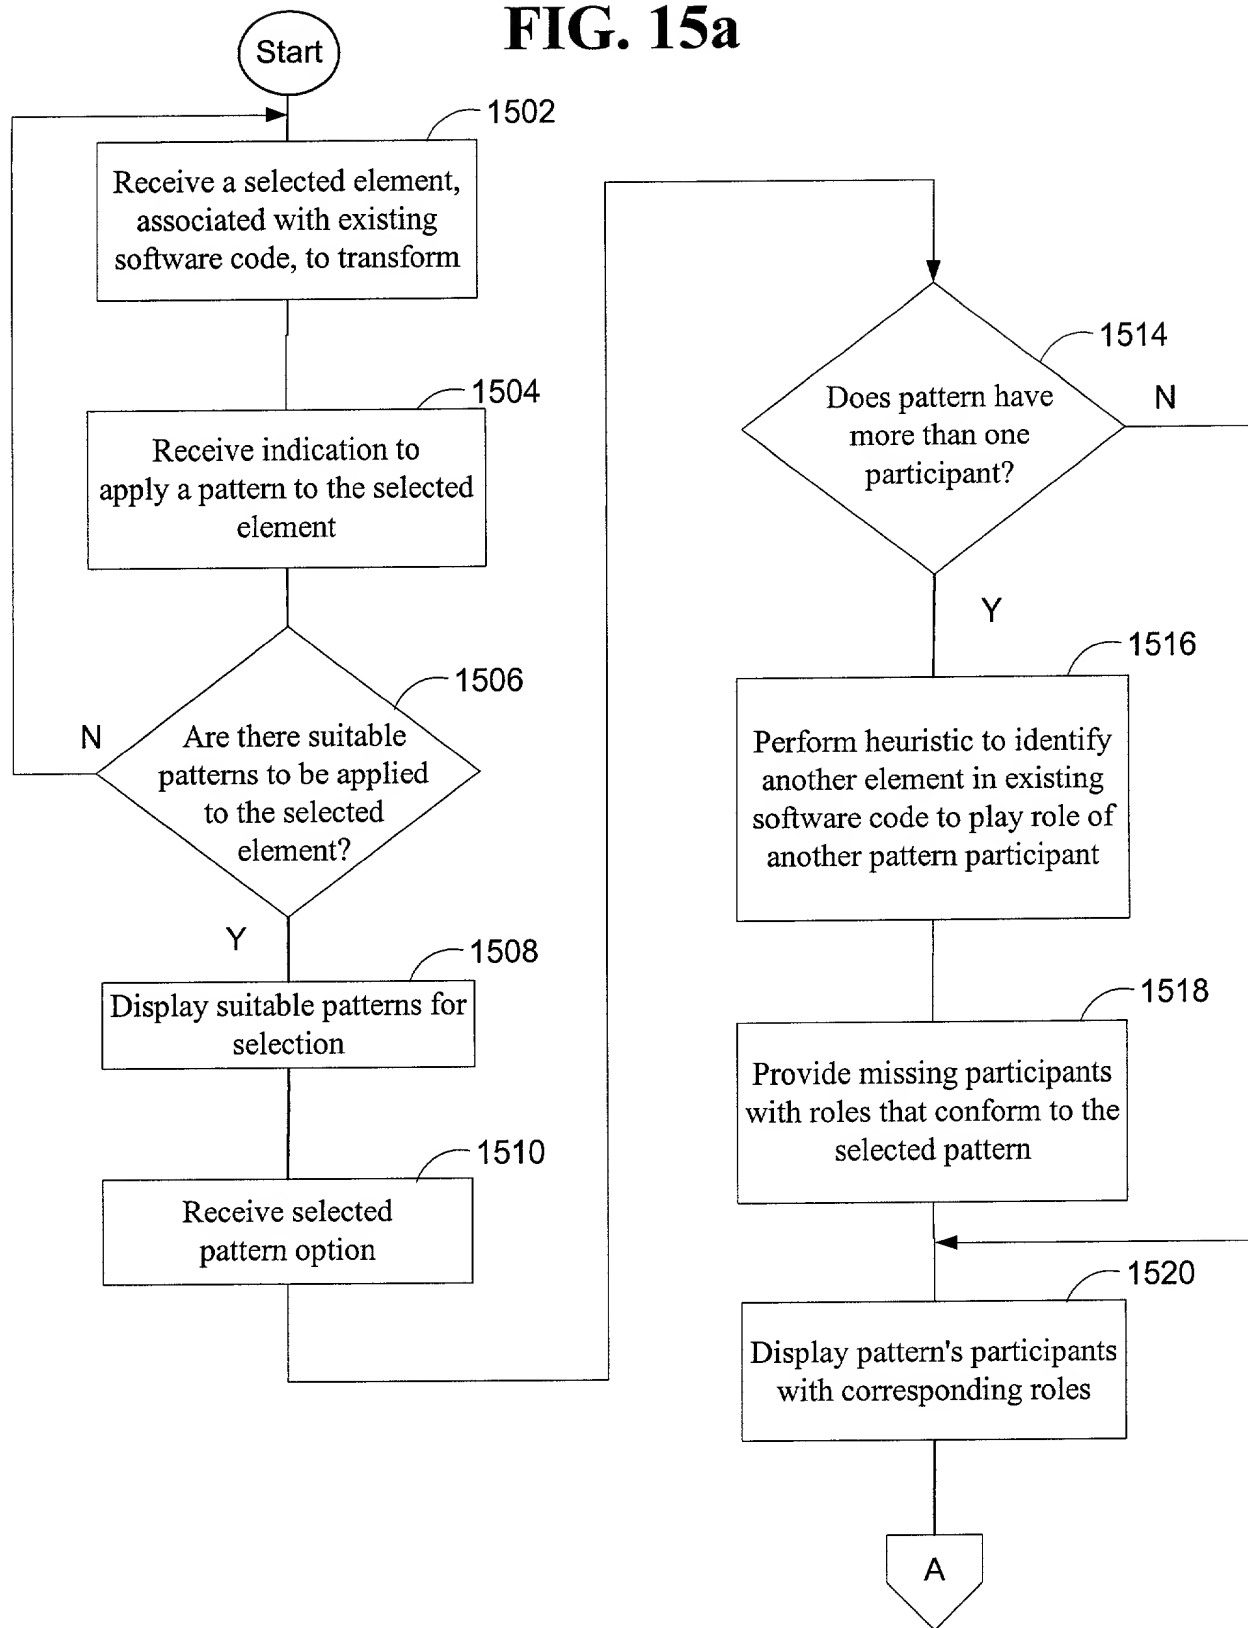 FIG. 15a
Start
1502
Receive a selected element,
associated with existing
software code, to transform
1504
Receive indication to
apply a pattern to the selected
element
1506
N
Are there suitable
patterns to be applied
to the selected
element?
Y
1508
Display suitable patterns for
selection
1510
Receive selected
pattern option
1514
N
Does pattern have
more than one
participant?
Y
1516
Perform heuristic to identify
another element in existing
software code to play role of
another pattern participant
1518
Provide missing participants
with roles that conform to the
selected pattern
1520
Display pattern's participants
with corresponding roles
A